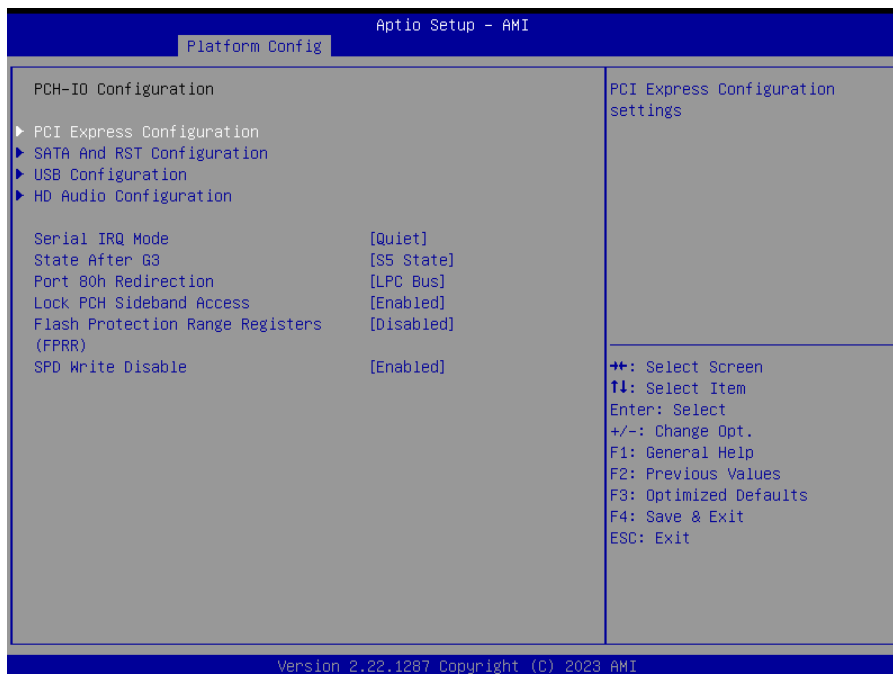 Aptio Setup – AMI
Platform Config
PCH-IO Configuration
PCI Express Configuration
SATA And RST Configuration
USB Configuration
HD Audio Configuration
Serial IRQ Mode [Quiet]
State After G3 [S5 State]
Port 80h Redirection [LPC Bus]
Lock PCH Sideband Access [Enabled]
Flash Protection Range Registers [Disabled]
(FPRR)
SPD Write Disable [Enabled]
PCI Express Configuration
settings
→←: Select Screen
↑↓: Select Item
Enter: Select
+/-: Change Opt.
F1: General Help
F2: Previous Values
F3: Optimized Defaults
F4: Save & Exit
ESC: Exit
Version 2.22.1287 Copyright (C) 2023 AMI